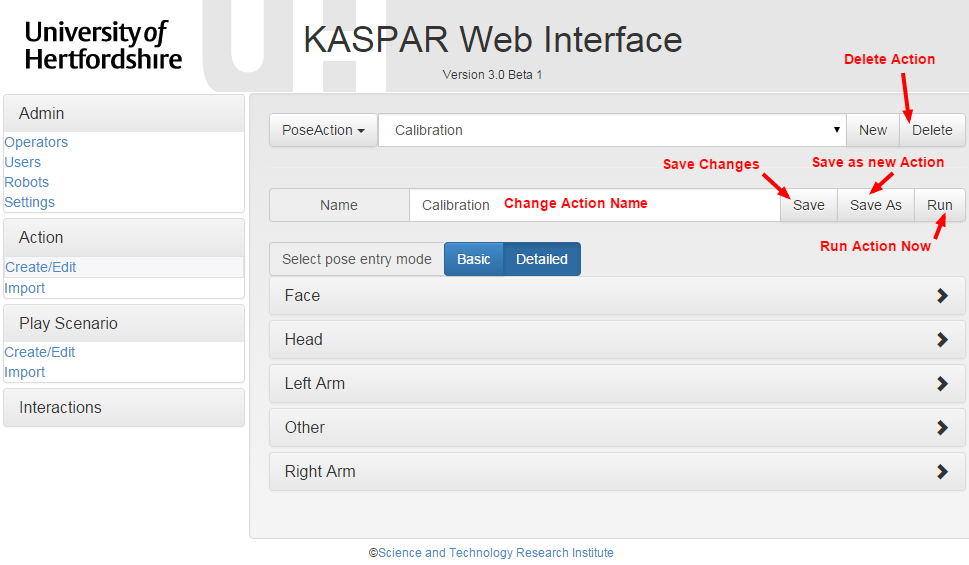 University of
Hertfordshire
KASPAR Web Interface
Version 3.0 Beta 1
Delete Action
Admin
Operators
Users
Robots
Settings
Action
Create/Edit
Import
Play Scenario
Create/Edit
Import
Interactions
PoseAction Calibration New Delete
Save Changes Save as new Action
Name Calibration Change Action Name Save Save As Run
Run Action Now
Select pose entry mode Basic Detailed
Face
Head
Left Arm
Other
Right Arm
©Science and Technology Research Institute